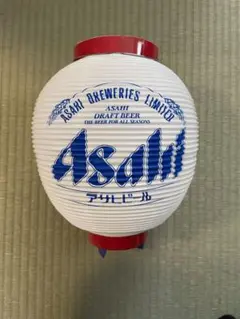 ASAHI BREWERIES LIMITED
ASAHI
DRAFT BEER
THE BEER FOR ALL SEASONS
Asahi
アサヒビール